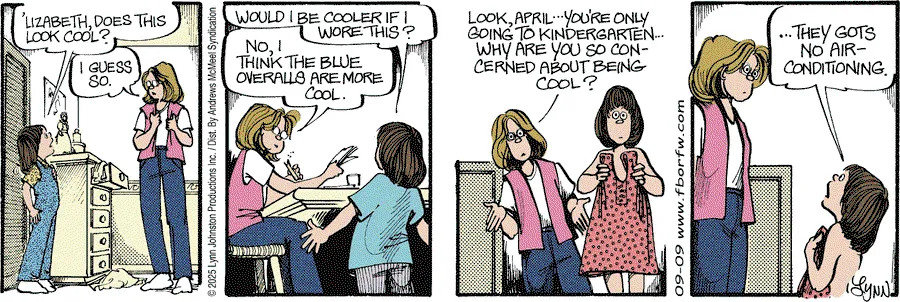 'LIZABETH, DOES THIS
LOOK COOL?
I GUESS
SO.
© 2025 Lynn Johnston Productions Inc. / Dist. By Andrews McMeel Syndication
WOULD I BE COOLER IF I
WORE THIS?
NO, I
THINK THE BLUE
OVERALLS ARE MORE
COOL.
LOOK, APRIL...YOU'RE ONLY
GOING TO KINDERGARTEN...
WHY ARE YOU SO CON-
CERNED ABOUT BEING
COOL?
09-09 www.fborfw.com
...THEY GOTS
NO AIR-
CONDITIONING.
LYNN